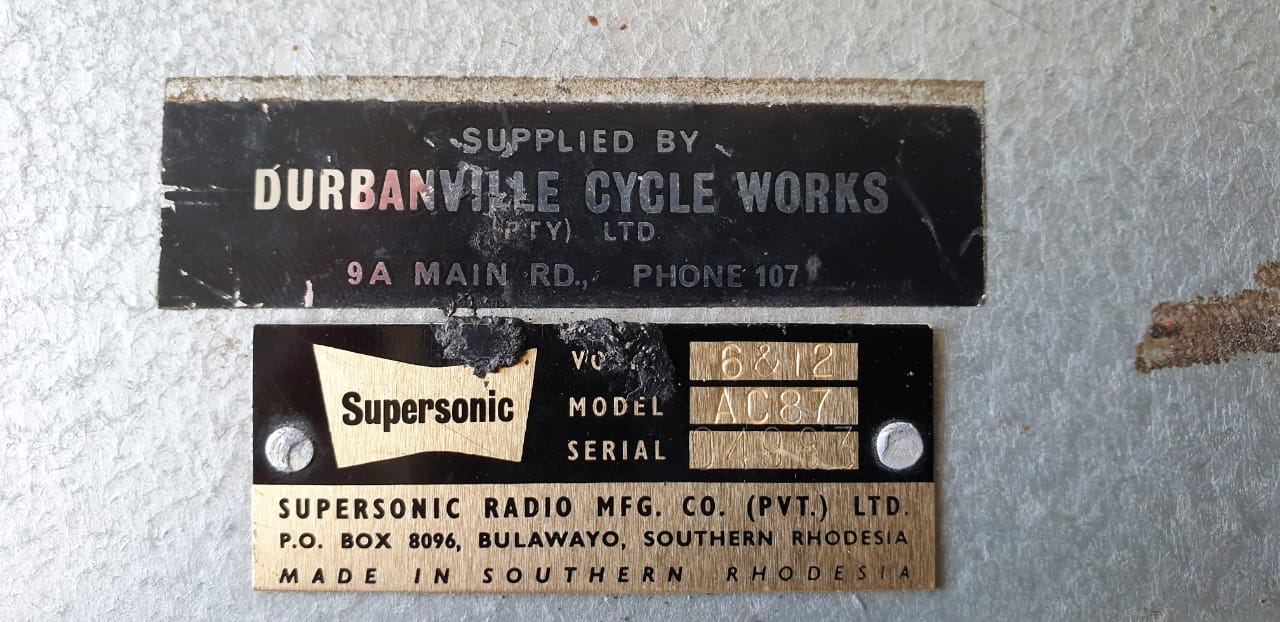 SUPPLIED BY
DURBANVILLE CYCLE WORKS
(PTY) LTD
9A MAIN RD., PHONE 107
Supersonic
6 & 12
MODEL AC87
SERIAL
SUPERSONIC RADIO MFG. CO. (PVT.) LTD.
P.O. BOX 8096, BULAWAYO, SOUTHERN RHODESIA
MADE IN SOUTHERN RHODESIA